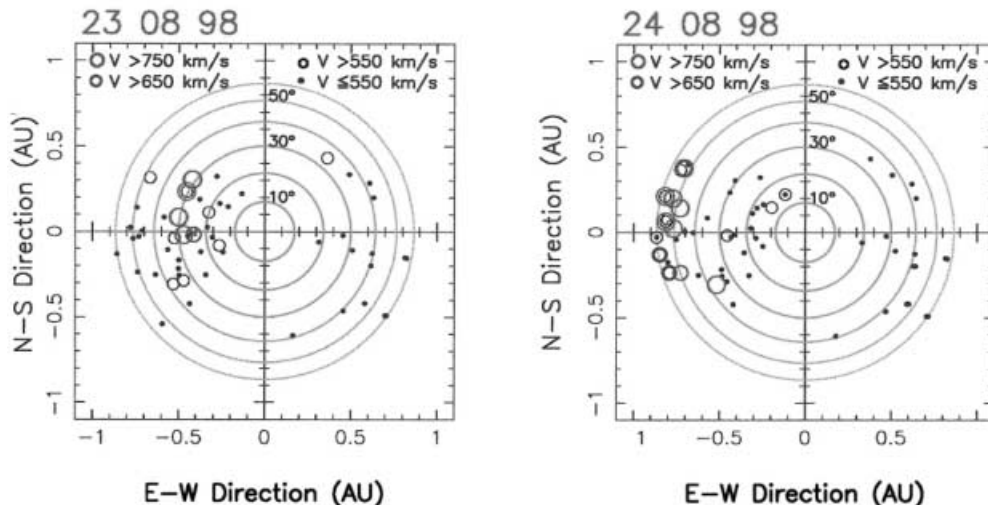 23 08 98
V >750 km/s
V >550 km/s
V >650 km/s
V ≦550 km/s
50°
30°
10°
1
0.5
0
-0.5
-1
N-S Direction (AU)
-1 -0.5 0 0.5 1
E-W Direction (AU)
24 08 98
V >750 km/s
V >550 km/s
V >650 km/s
V ≦550 km/s
50°
30°
10°
1
0.5
0
-0.5
-1
N-S Direction (AU)
1 -0.5 0 0.5 1
E-W Direction (AU)